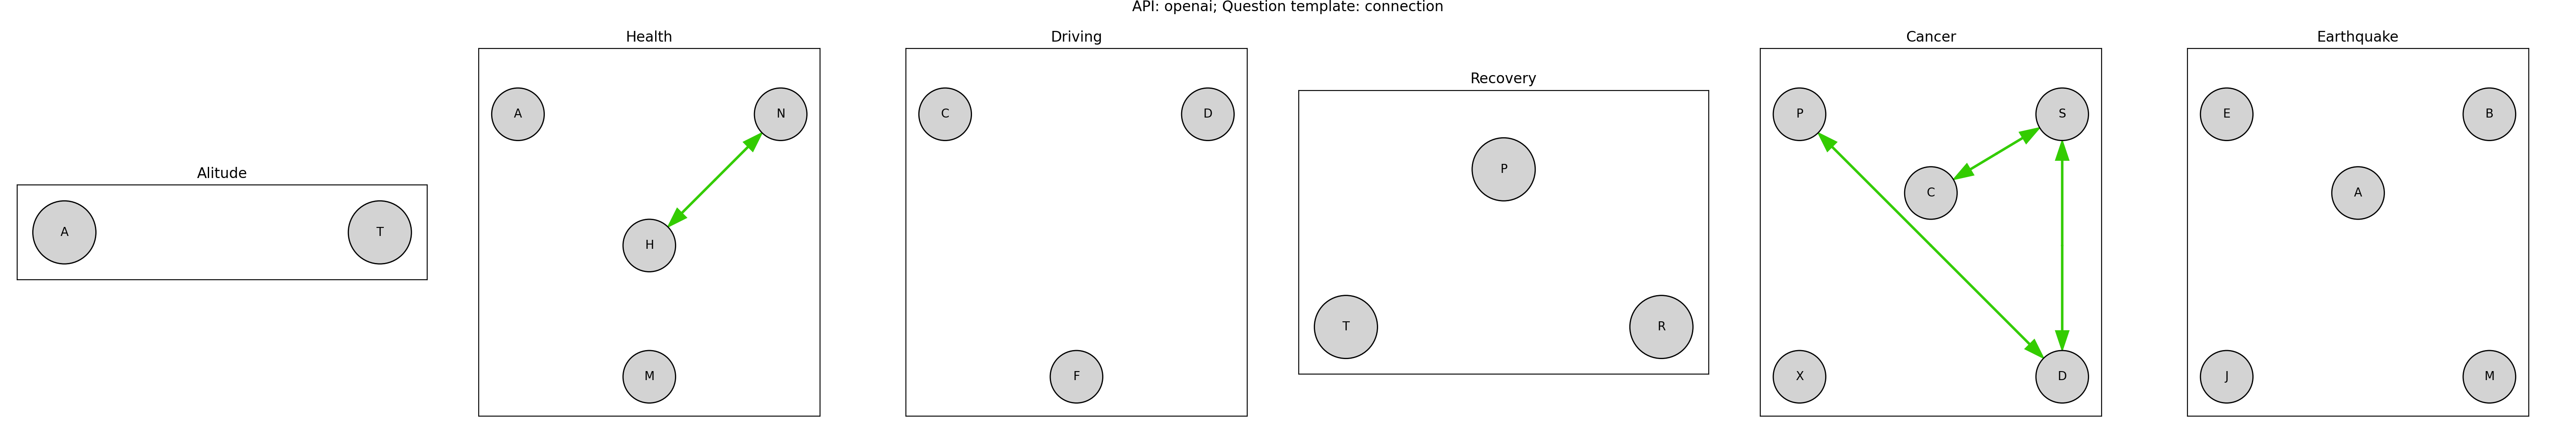 API: openai; Question template: connection
Alitude
A
T
Health
A
N
H
M
Driving
C
D
F
Recovery
P
T
R
Cancer
P
S
C
X
D
Earthquake
E
B
A
J
M